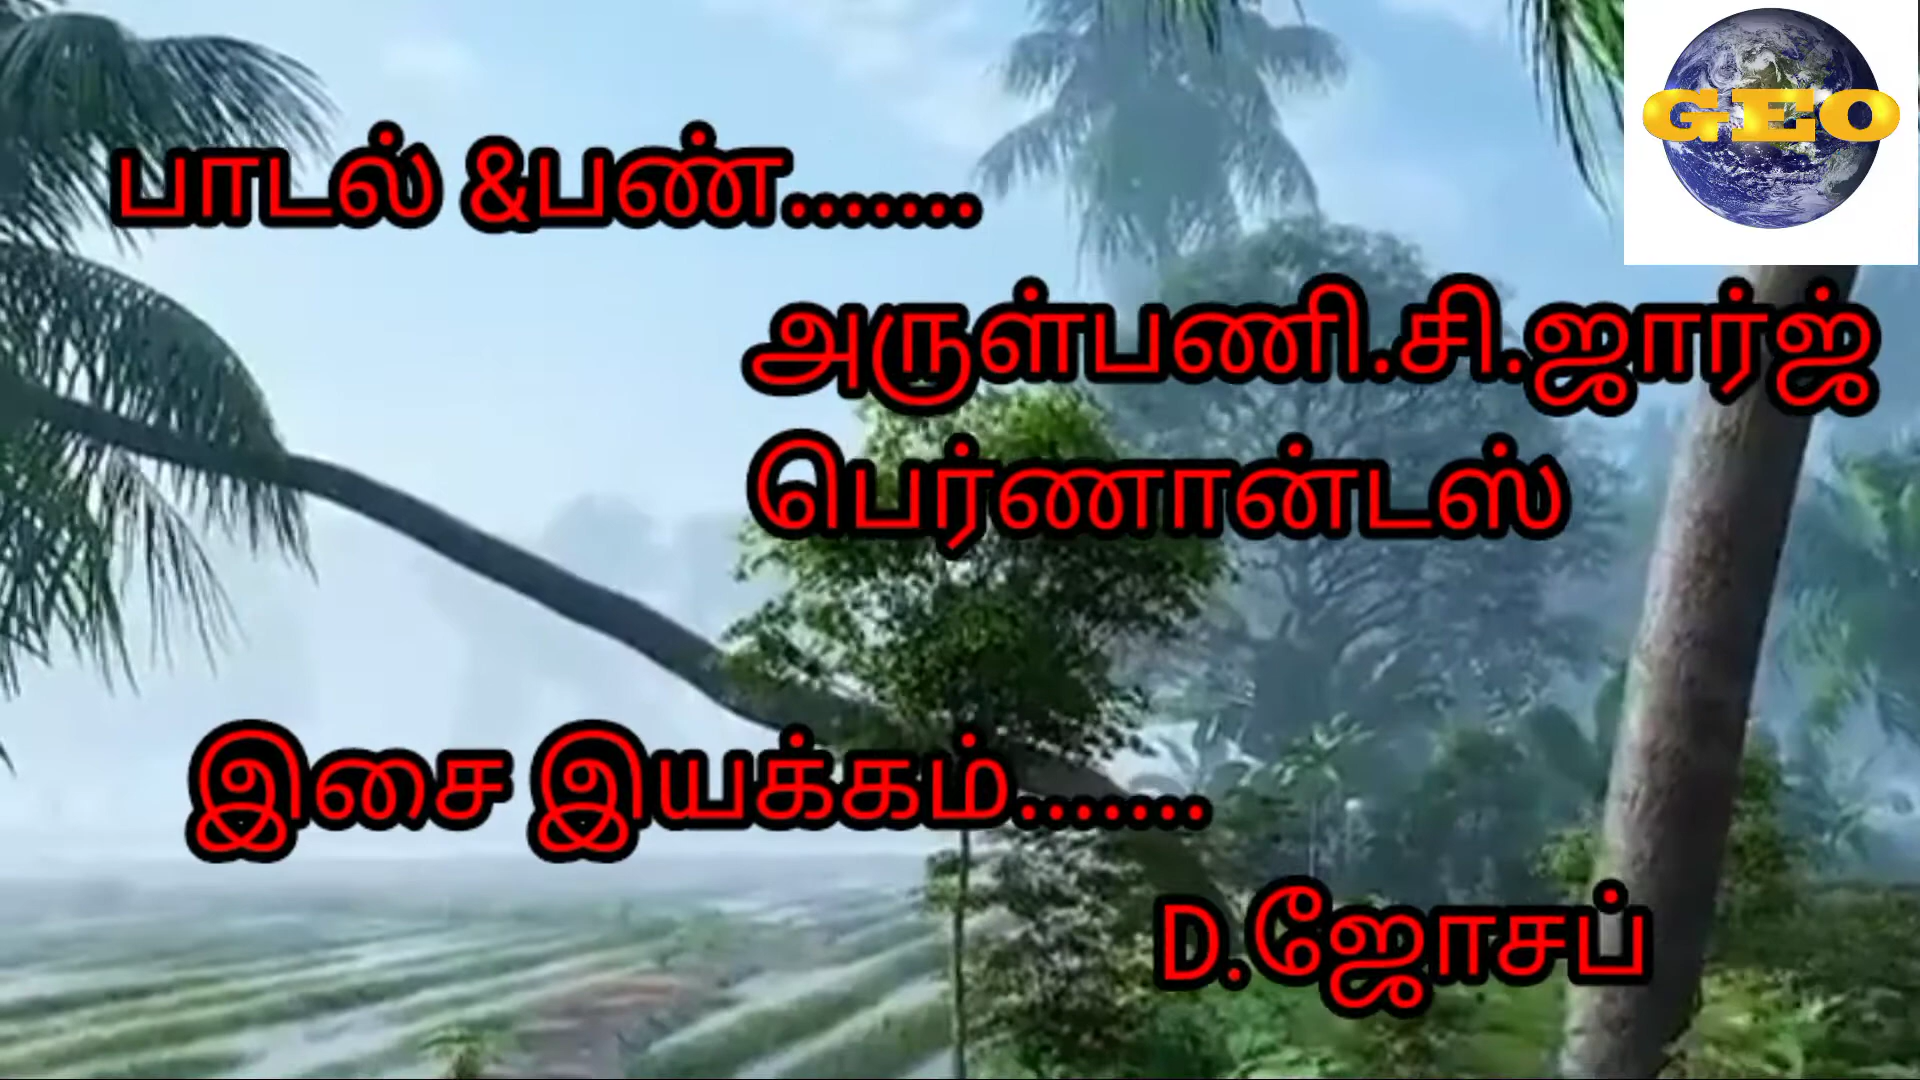 GEO
பாடல் &பண்.......
அருள்பணி.சி.ஜார்ஜ்
பெர்ணான்டஸ்
இசை இயக்கம்.......
D.ஜோசப்